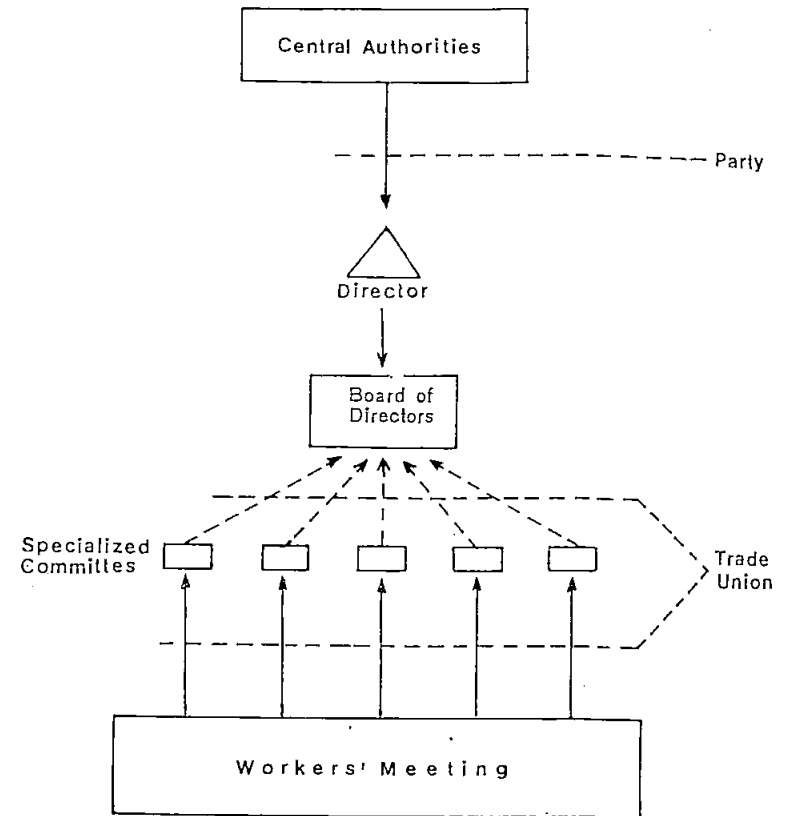 Central Authorities
Party
Director
Board of
Directors
Specialized
Committes
Trade
Union
Workers' Meeting